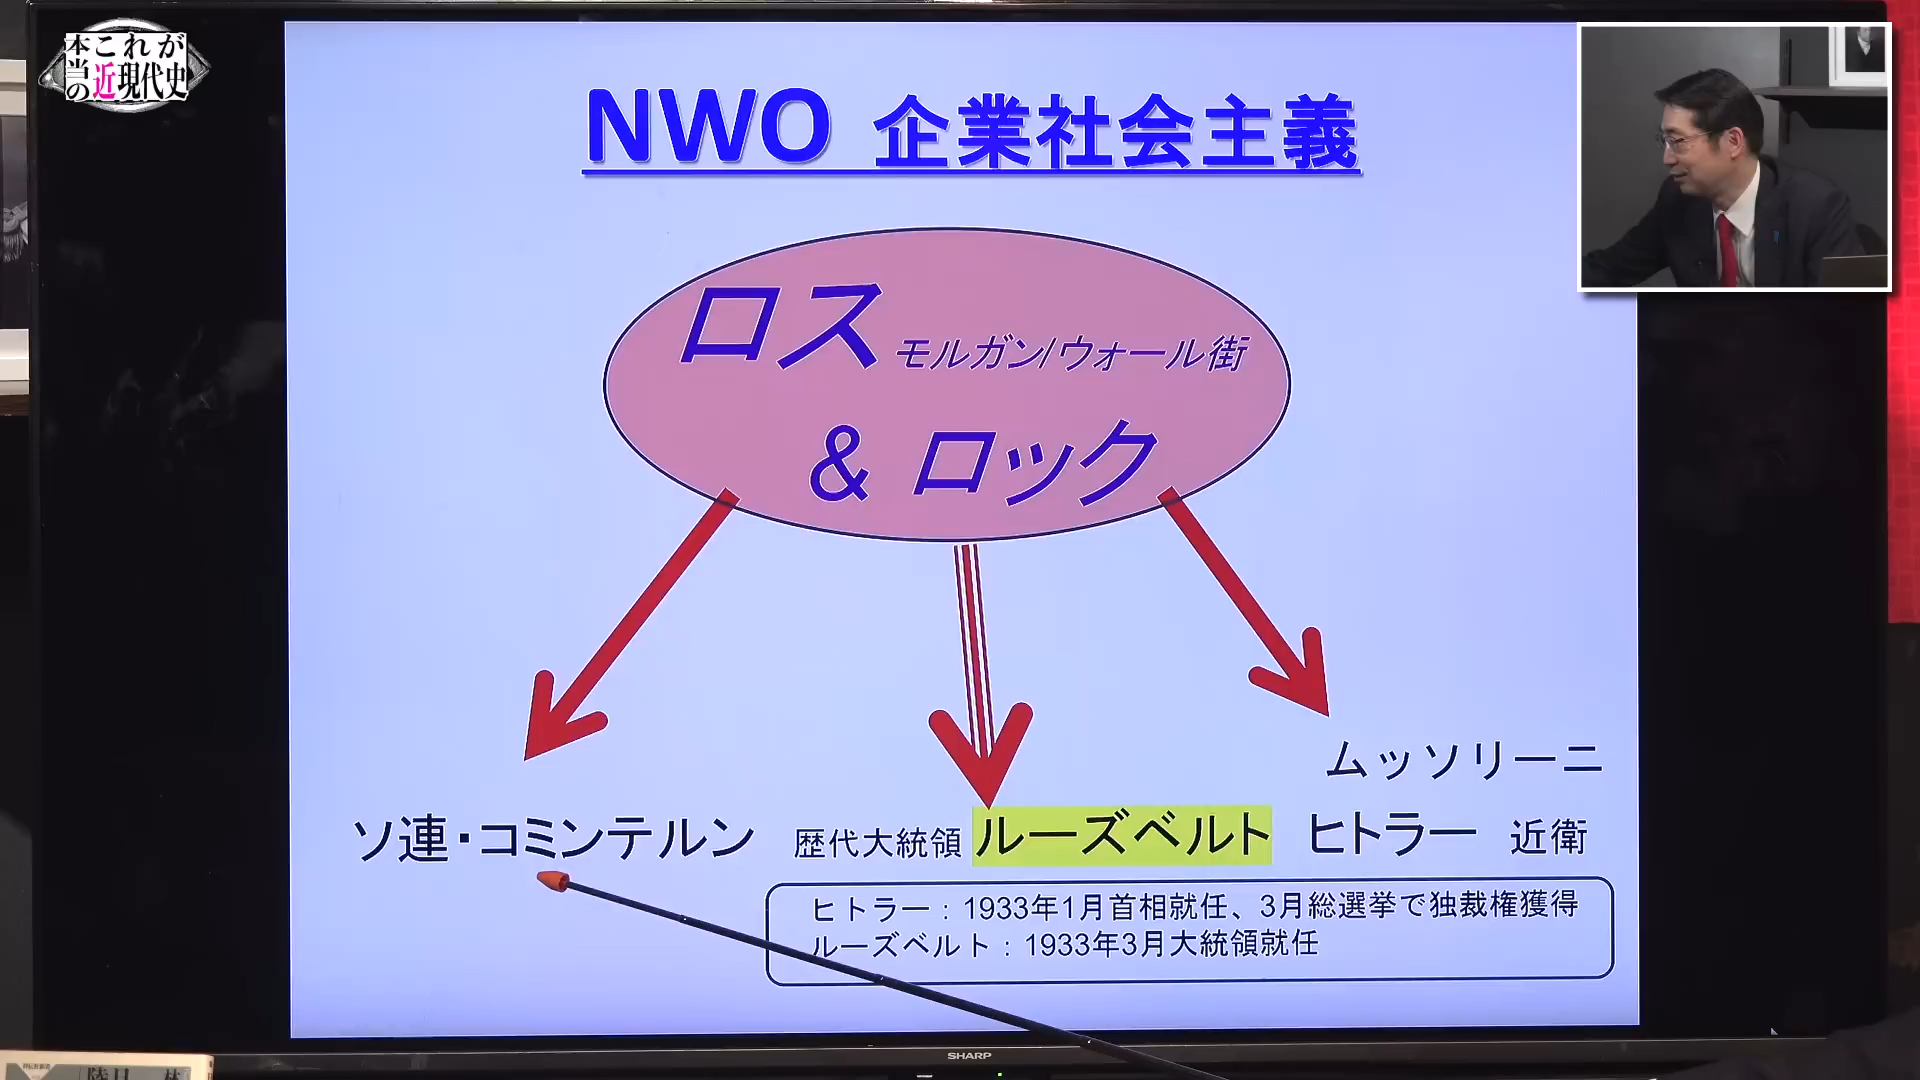 これが
本当の近現代史
NWO 企業社会主義
ロス モルガン/ウォール街
& ロック
ムッソリーニ
ソ連・コミンテルン 歴代大統領 ルーズベルト ヒトラー 近衛
ヒトラー：1933年1月首相就任、3月総選挙で独裁権獲得
ルーズベルト：1933年3月大統領就任
SHARP